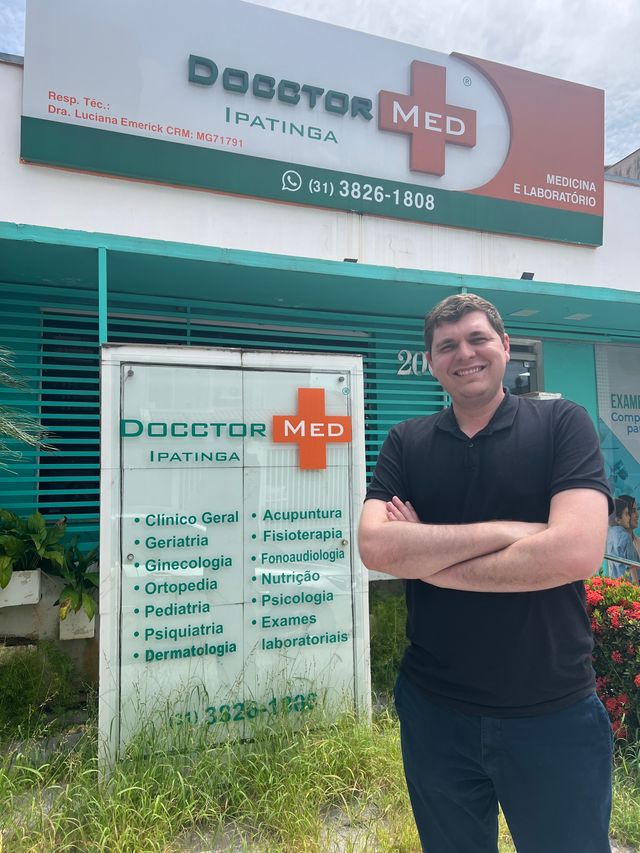 DOCCTOR MED ®
IPATINGA
Resp. Téc.:
Dra. Luciana Emerick CRM: MG71791
(31) 3826-1808
MEDICINA
E LABORATÓRIO
DOCCTOR MED ®
IPATINGA
• Clínico Geral
• Geriatria
• Ginecologia
• Ortopedia
• Pediatria
• Psiquiatria
• Dermatologia
• Acupuntura
• Fisioterapia
• Fonoaudiologia
• Nutrição
• Psicologia
• Exames
laboratoriais
(31) 3826-1808